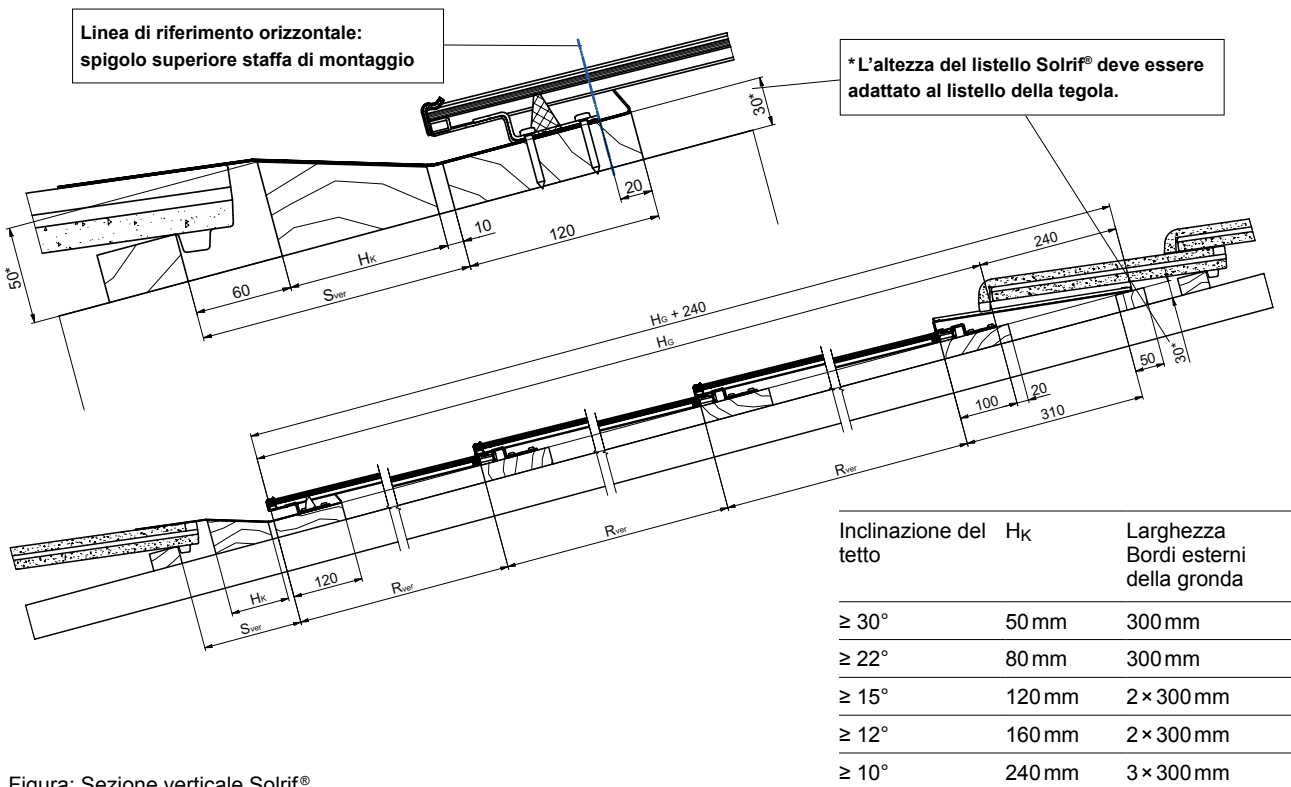 Linea di riferimento orizzontale:
spigolo superiore staffa di montaggio
* L'altezza del listello Solrif® deve essere
adattato al listello della tegola.
30*
20
10
120
HK
50*
60
Sver
240
HG + 240
HG
50
30*
20
100
310
Rver
Rver
120
Rver
HK
Sver
Inclinazione del tetto HK Larghezza Bordi esterni della gronda
≥ 30° 50 mm 300 mm
≥ 22° 80 mm 300 mm
≥ 15° 120 mm 2 × 300 mm
≥ 12° 160 mm 2 × 300 mm
≥ 10° 240 mm 3 × 300 mm
Figura: Sezione verticale Solrif®